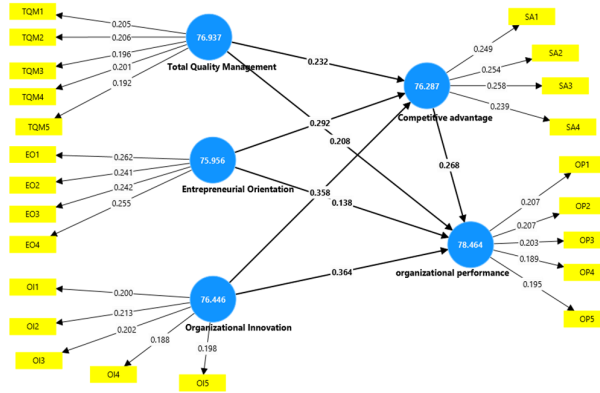 TQM1
TQM2
TQM3
TQM4
TQM5
0.205
0.206
0.196
0.201
0.192
76.937
Total Quality Management
EO1
EO2
EO3
EO4
0.262
0.241
0.242
0.255
75.956
Entrepreneurial Orientation
OI1
OI2
OI3
OI4
OI5
0.200
0.213
0.202
0.188
0.198
76.446
Organizational Innovation
0.232
0.292
0.208
0.358
0.138
0.364
0.268
76.287
Competitive advantage
0.249
0.254
0.258
0.239
SA1
SA2
SA3
SA4
78.464
organizational performance
0.207
0.207
0.203
0.189
0.195
OP1
OP2
OP3
OP4
OP5